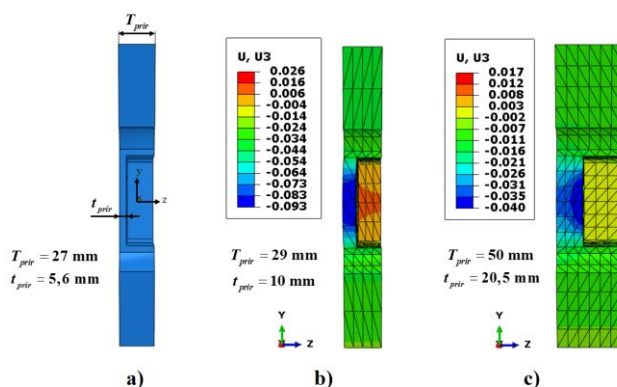 T_prir
y
x
z
t_prir
T_prir = 27 mm
t_prir = 5,6 mm
a)
U, U3
0.026
0.016
0.006
-0.004
-0.014
-0.024
-0.034
-0.044
-0.054
-0.064
-0.073
-0.083
-0.093
T_prir = 29 mm
t_prir = 10 mm
Y
X
Z
b)
U, U3
0.017
0.012
0.008
0.003
-0.002
-0.007
-0.011
-0.016
-0.021
-0.026
-0.031
-0.035
-0.040
T_prir = 50 mm
t_prir = 20,5 mm
Y
X
Z
c)